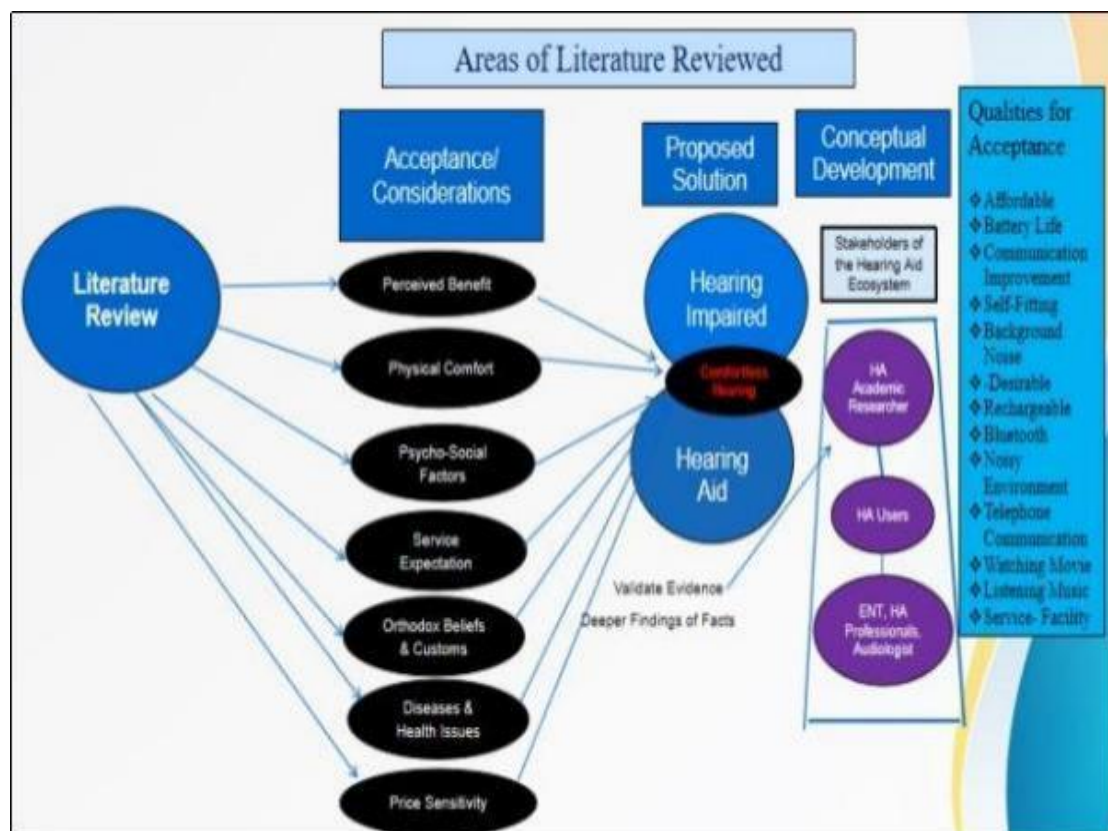 Areas of Literature Reviewed
Literature
Review
Acceptance/
Considerations
Perceived Benefit
Physical Comfort
Psycho-Social
Factors
Service
Expectation
Orthodox Beliefs
& Customs
Diseases &
Health Issues
Price Sensitivity
Proposed
Solution
Hearing
Impaired
Hearing
Hearing
Aid
Validate Evidence
Deeper Findings of Facts
Conceptual
Development
Stakeholders of
the Hearing Aid
Ecosystem
HA
Academic
Researcher
HA Users
ENT, HA
Professionals,
Audiologist
Qualities for
Acceptance
❖Affordable
❖Battery Life
❖Communication
Improvement
❖Self-Fitting
❖Background
Noise
❖-Desirable
❖Rechargeable
❖Bluetooth
❖Noisy
Environment
❖Telephone
Communication
❖Watching Movie
❖Listening Music
❖Service- Facility